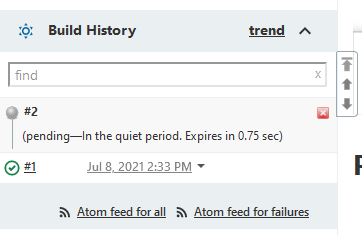 Build History trend
find x
#2
(pending—In the quiet period. Expires in 0.75 sec)
#1 Jul 8, 2021 2:33 PM
Atom feed for all Atom feed for failures